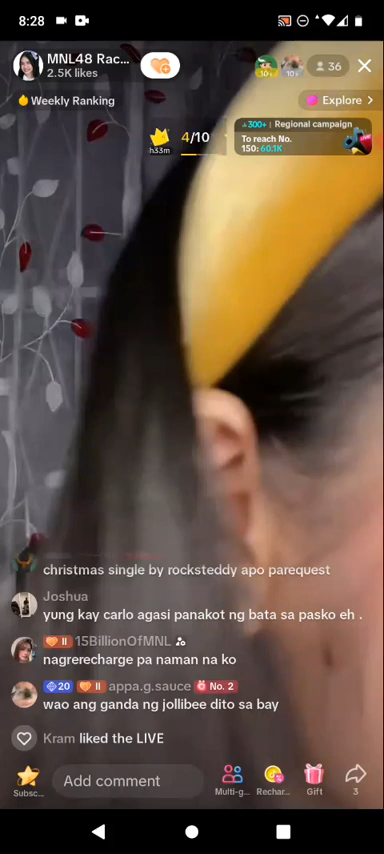 8:28
MNL48 Rac...
2.5K likes
10+
10+
36
Weekly Ranking
Explore >
h33m
4/10
300+ | Regional campaign
To reach No.
150: 60.1K
christmas single by rocksteddy apo parequest
Joshua
yung kay carlo agasi panakot ng bata sa pasko eh .
II 15BillionOfMNL
nagrerecharge pa naman na ko
20 II appa.g.sauce No. 2
wao ang ganda ng jollibee dito sa bay
Kram liked the LIVE
Add comment
Subsc... Multi-g... Rechar... Gift 3